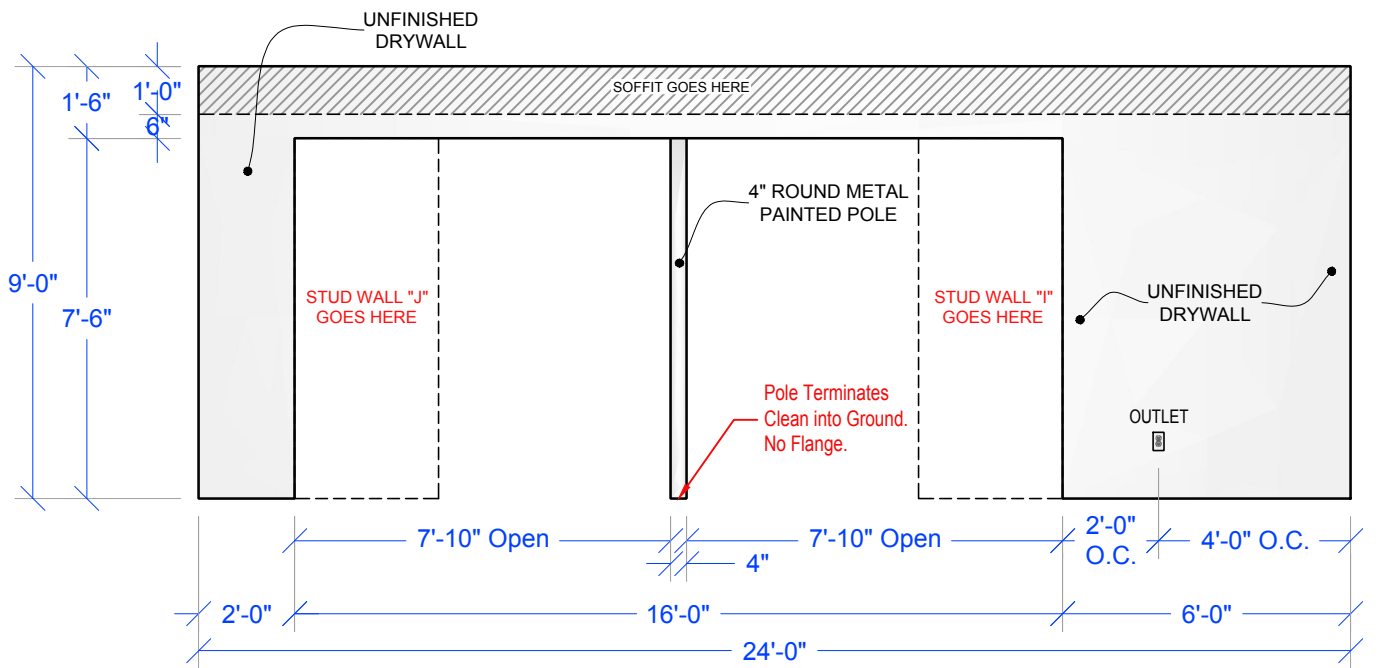 UNFINISHED
DRYWALL
1'-6"
1'-0"
6"
SOFFIT GOES HERE
9'-0"
7'-6"
4" ROUND METAL
PAINTED POLE
STUD WALL "J"
GOES HERE
STUD WALL "I"
GOES HERE
UNFINISHED
DRYWALL
Pole Terminates
Clean into Ground.
No Flange.
OUTLET
7'-10" Open
4"
7'-10" Open
2'-0"
O.C.
4'-0" O.C.
2'-0"
16'-0"
6'-0"
24'-0"